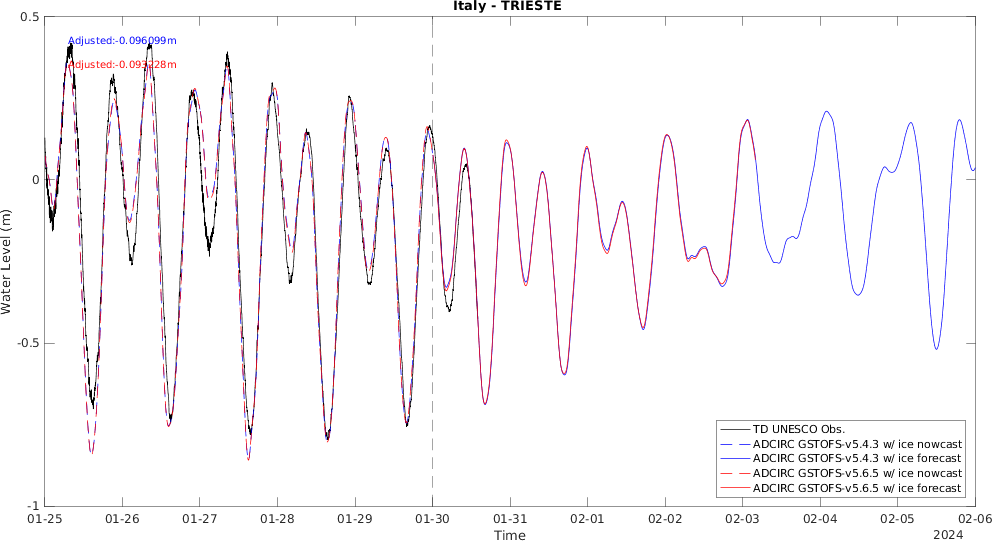 Italy - TRIESTE
Adjusted:-0.096099m
0.5
0
-0.5
-1
Water Level (m)
TD UNESCO Obs.
ADCIRC GSTOFS-v5.4.3 w/ ice nowcast
ADCIRC GSTOFS-v5.4.3 w/ ice forecast
ADCIRC GSTOFS-v5.6.5 w/ ice nowcast
ADCIRC GSTOFS-v5.6.5 w/ ice forecast
01-25 01-26 01-27 01-28 01-29 01-30 01-31 02-01 02-02 02-03 02-04 02-05 02-06
Time
2024